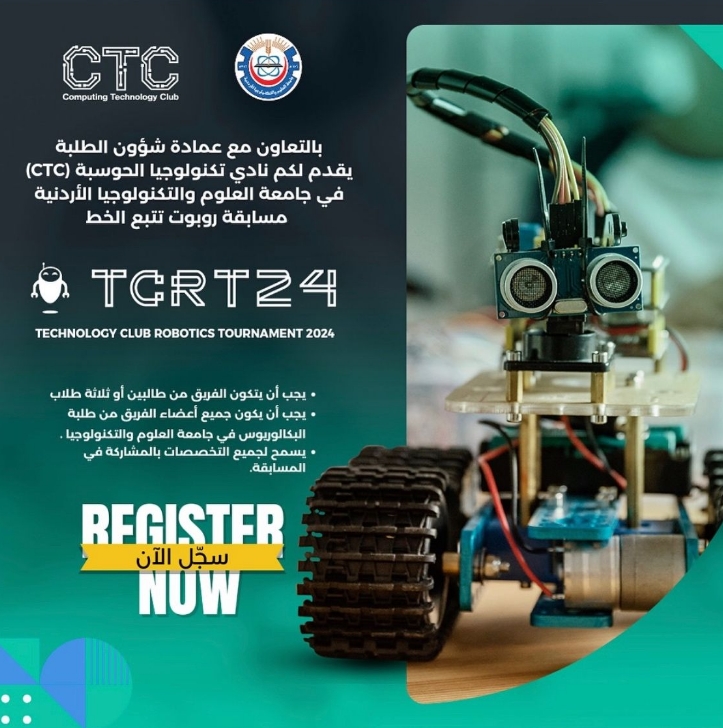 CTC
Computing Technology Club
بالتعاون مع عمادة شؤون الطلبة
يقدم لكم نادي تكنولوجيا الحوسبة (CTC)
في جامعة العلوم والتكنولوجيا الأردنية
مسابقة روبوت تتبع الخط
TCRT24
TECHNOLOGY CLUB ROBOTICS TOURNAMENT 2024
• يجب أن يتكون الفريق من طالبين أو ثلاثة طلاب
• يجب أن يكون جميع أعضاء الفريق من طلبة
البكالوريوس في جامعة العلوم والتكنولوجيا .
• يسمح لجميع التخصصات بالمشاركة في
المسابقة.
REGISTER
سجّل الآن
NOW